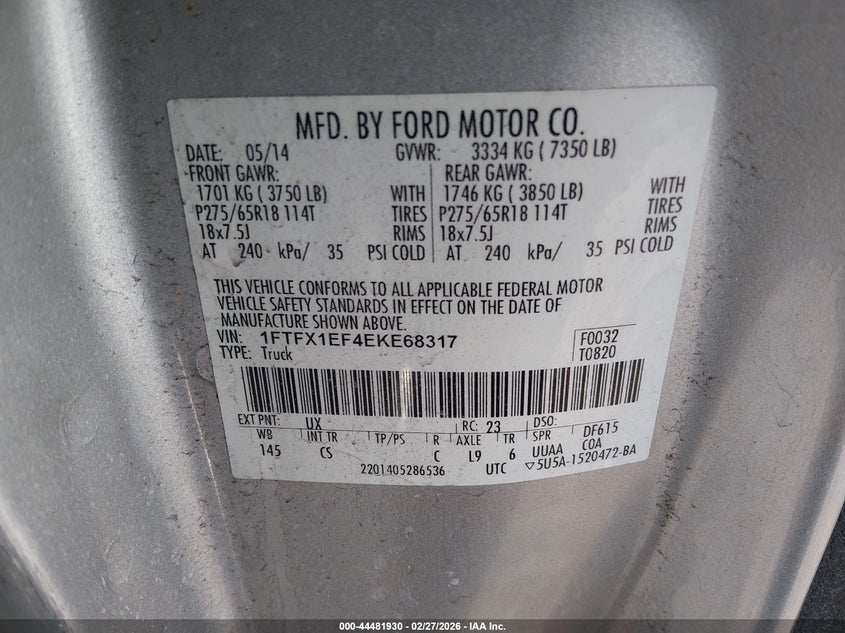 MFD. BY FORD MOTOR CO.
DATE: 05/14 GVWR: 3334 KG ( 7350 LB)
FRONT GAWR: REAR GAWR:
1701 KG ( 3750 LB) WITH 1746 KG ( 3850 LB) WITH
P275/65R18 114T TIRES P275/65R18 114T TIRES
18x7.5J RIMS 18x7.5J RIMS
AT 240 kPa/ 35 PSI COLD AT 240 kPa/ 35 PSI COLD
THIS VEHICLE CONFORMS TO ALL APPLICABLE FEDERAL MOTOR
VEHICLE SAFETY STANDARDS IN EFFECT ON THE DATE OF
MANUFACTURE SHOWN ABOVE.
VIN: 1FTFX1EF4EKE68317 F0032
TYPE: Truck T0820
EXT PNT: UX RC: 23 DSO:
WB INT TR TP/PS R AXLE TR SPR DF615
145 CS C L9 6 UUAA COA
2201405286536 UTC ▽5U5A-1520472-BA
000-44481930 02/27/2026 - IAA Inc.